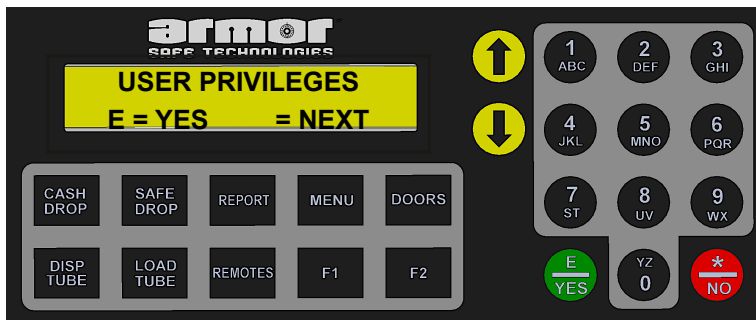 armor
SAFE TECHNOLOGIES
USER PRIVILEGES
E = YES = NEXT
CASH DROP
SAFE DROP
REPORT
MENU
DOORS
DISP TUBE
LOAD TUBE
REMOTES
F1
F2
1
ABC
2
DEF
3
GHI
4
JKL
5
MNO
6
PQR
7
ST
8
UV
9
WX
E
YES
YZ
0
*
NO